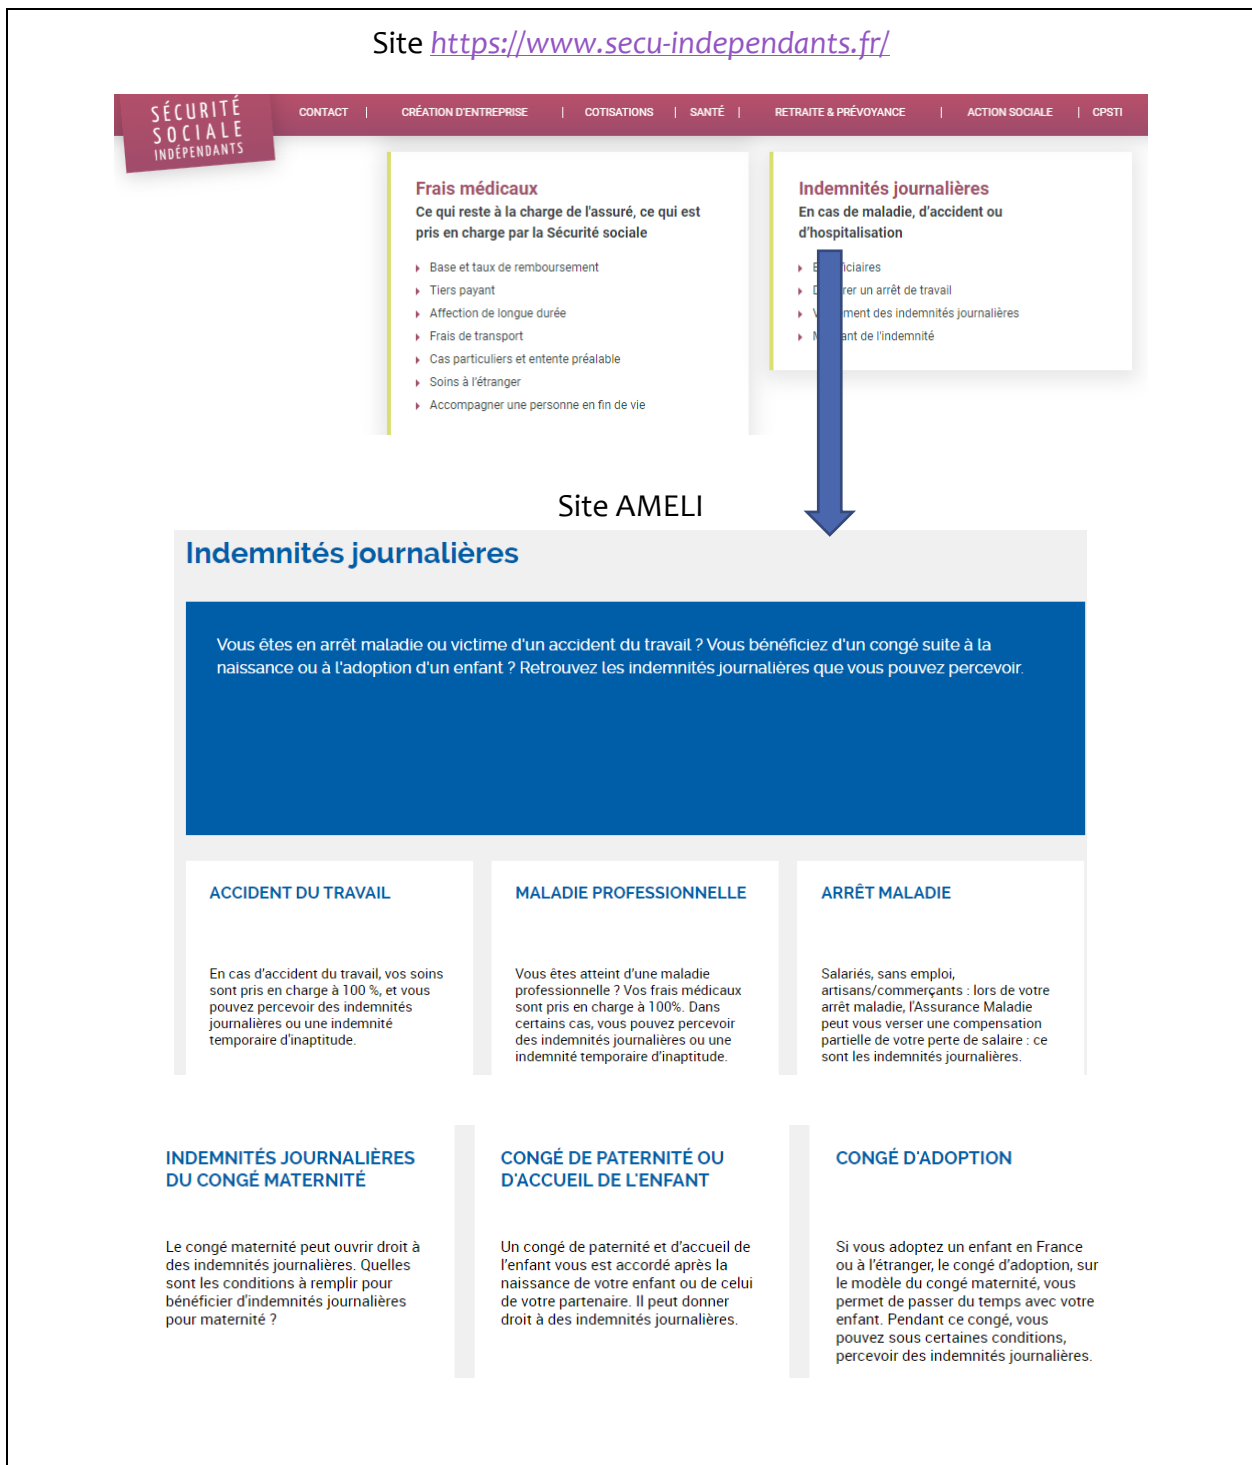 Site https://www.secu-independants.fr/
SÉCURITÉ
SOCIALE
INDÉPENDANTS
CONTACT | CRÉATION D'ENTREPRISE | COTISATIONS | SANTÉ | RETRAITE & PRÉVOYANCE | ACTION SOCIALE | CPSTI
Frais médicaux
Ce qui reste à la charge de l'assuré, ce qui est
pris en charge par la Sécurité sociale
Base et taux de remboursement
Tiers payant
Affection de longue durée
Frais de transport
Cas particuliers et entente préalable
Soins à l'étranger
Accompagner une personne en fin de vie
Indemnités journalières
En cas de maladie, d'accident ou
d'hospitalisation
un arrêt de travail
des indemnités journalières
de l'indemnité
Site AMELI
Indemnités journalières
Vous êtes en arrêt maladie ou victime d'un accident du travail ? Vous bénéficiez d'un congé suite à la
naissance ou à l'adoption d'un enfant ? Retrouvez les indemnités journalières que vous pouvez percevoir.
ACCIDENT DU TRAVAIL
En cas d'accident du travail, vos soins
sont pris en charge à 100 %, et vous
pouvez percevoir des indemnités
journalières ou une indemnité
temporaire d'inaptitude.
MALADIE PROFESSIONNELLE
Vous êtes atteint d'une maladie
professionnelle ? Vos frais médicaux
sont pris en charge à 100%. Dans
certains cas, vous pouvez percevoir
des indemnités journalières ou une
indemnité temporaire d'inaptitude.
ARRÊT MALADIE
Salariés, sans emploi,
artisans/commerçants : lors de votre
arrêt maladie, l'Assurance Maladie
peut vous verser une compensation
partielle de votre perte de salaire : ce
sont les indemnités journalières.
INDEMNITÉS JOURNALIÈRES
DU CONGÉ MATERNITÉ
Le congé maternité peut ouvrir droit à
des indemnités journalières. Quelles
sont les conditions à remplir pour
bénéficier d'indemnités journalières
pour maternité ?
CONGÉ DE PATERNITÉ OU
D'ACCUEIL DE L'ENFANT
Un congé de paternité et d'accueil de
l'enfant vous est accordé après la
naissance de votre enfant ou de celui
de votre partenaire. Il peut donner
droit à des indemnités journalières.
CONGÉ D'ADOPTION
Si vous adoptez un enfant en France
ou à l'étranger, le congé d'adoption, sur
le modèle du congé maternité, vous
permet de passer du temps avec votre
enfant. Pendant ce congé, vous
pouvez sous certaines conditions,
percevoir des indemnités journalières.